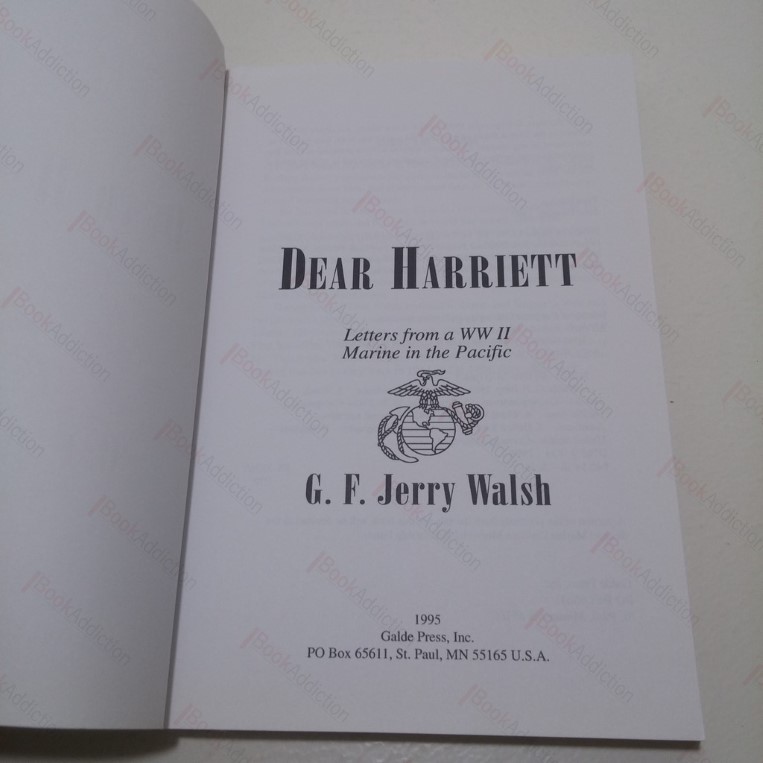 DEAR HARRIETT
Letters from a WW II
Marine in the Pacific
G. F. Jerry Walsh
1995
Galde Press, Inc.
PO Box 65611, St. Paul, MN 55165 U.S.A.
BookAddiction